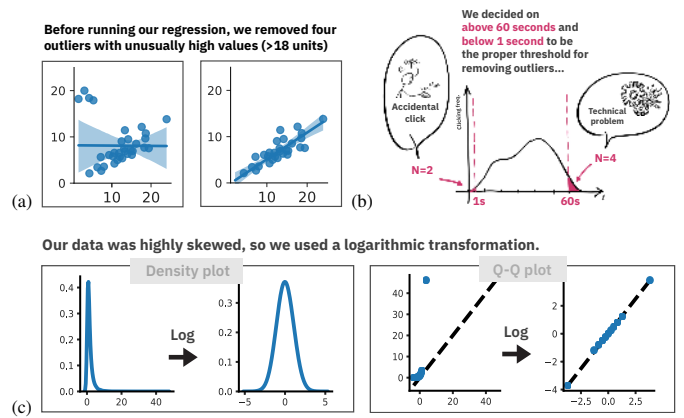 Before running our regression, we removed four
outliers with unusually high values (>18 units)
20
10
0
10
20
20
10
0
10
20
(a)
We decided on
above 60 seconds and
below 1 second to be
the proper threshold for
removing outliers...
Accidental
click
Technical
problem
clicking freq.
N=2
N=4
1s
60s
t
(b)
Our data was highly skewed, so we used a logarithmic transformation.
Density plot
0.4
0.3
0.2
0.1
0.0
0
20
40
Log
0.3
0.2
0.1
0.0
−5
0
5
Q-Q plot
40
30
20
10
0
0
20
40
Log
2
0
−2
−4
−2.5
0.0
2.5
(c)